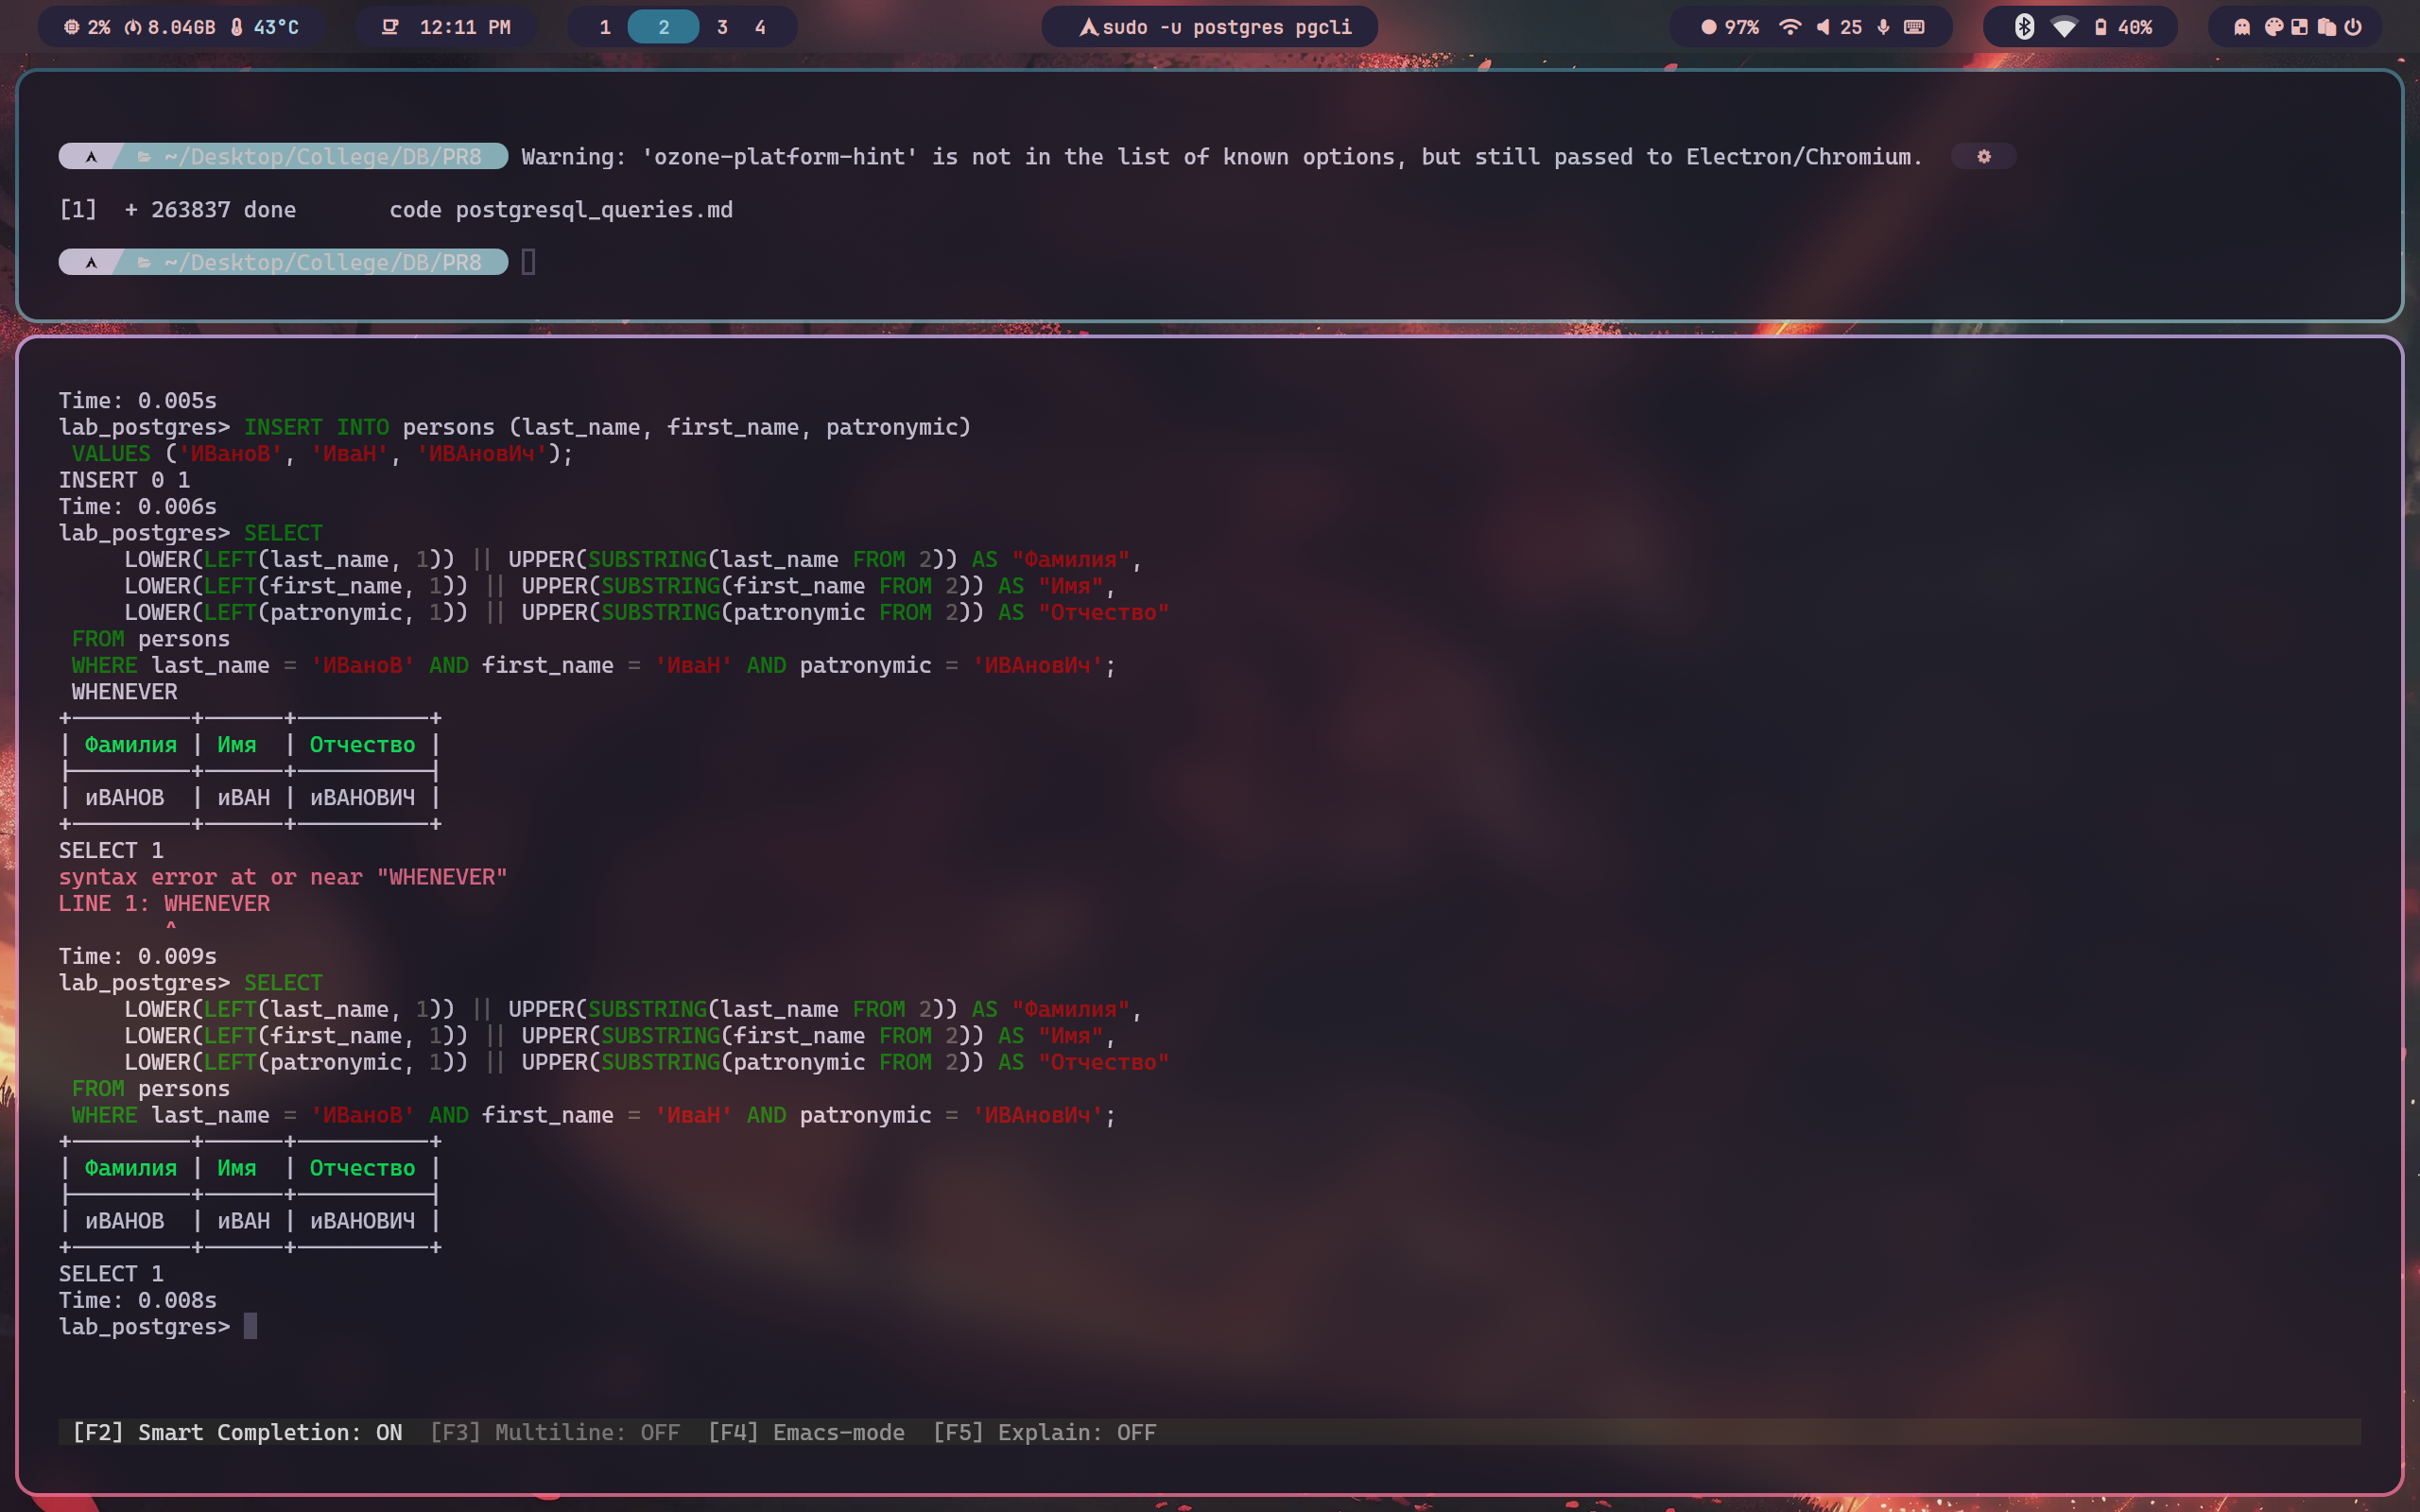 2% 8.04GB 43°C 12:11 PM 1 2 3 4 sudo -u postgres pgcli 97% 25 40%
~/Desktop/College/DB/PR8 Warning: 'ozone-platform-hint' is not in the list of known options, but still passed to Electron/Chromium.
[1]  + 263837 done       code postgresql_queries.md
~/Desktop/College/DB/PR8
Time: 0.005s
lab_postgres> INSERT INTO persons (last_name, first_name, patronymic)
 VALUES ('ИВаноВ', 'ИваН', 'ИВАновИч');
INSERT 0 1
Time: 0.006s
lab_postgres> SELECT
     LOWER(LEFT(last_name, 1)) || UPPER(SUBSTRING(last_name FROM 2)) AS "Фамилия",
     LOWER(LEFT(first_name, 1)) || UPPER(SUBSTRING(first_name FROM 2)) AS "Имя",
     LOWER(LEFT(patronymic, 1)) || UPPER(SUBSTRING(patronymic FROM 2)) AS "Отчество"
 FROM persons
 WHERE last_name = 'ИВаноВ' AND first_name = 'ИваН' AND patronymic = 'ИВАновИч';
 WHENEVER
+---------+------+----------+
| Фамилия | Имя  | Отчество |
|---------+------+----------|
| иВАНОВ  | иВАН | иВАНОВИЧ |
+---------+------+----------+
SELECT 1
syntax error at or near "WHENEVER"
LINE 1: WHENEVER
        ^
Time: 0.009s
lab_postgres> SELECT
     LOWER(LEFT(last_name, 1)) || UPPER(SUBSTRING(last_name FROM 2)) AS "Фамилия",
     LOWER(LEFT(first_name, 1)) || UPPER(SUBSTRING(first_name FROM 2)) AS "Имя",
     LOWER(LEFT(patronymic, 1)) || UPPER(SUBSTRING(patronymic FROM 2)) AS "Отчество"
 FROM persons
 WHERE last_name = 'ИВаноВ' AND first_name = 'ИваН' AND patronymic = 'ИВАновИч';
+---------+------+----------+
| Фамилия | Имя  | Отчество |
|---------+------+----------|
| иВАНОВ  | иВАН | иВАНОВИЧ |
+---------+------+----------+
SELECT 1
Time: 0.008s
lab_postgres>
[F2] Smart Completion: ON  [F3] Multiline: OFF  [F4] Emacs-mode  [F5] Explain: OFF